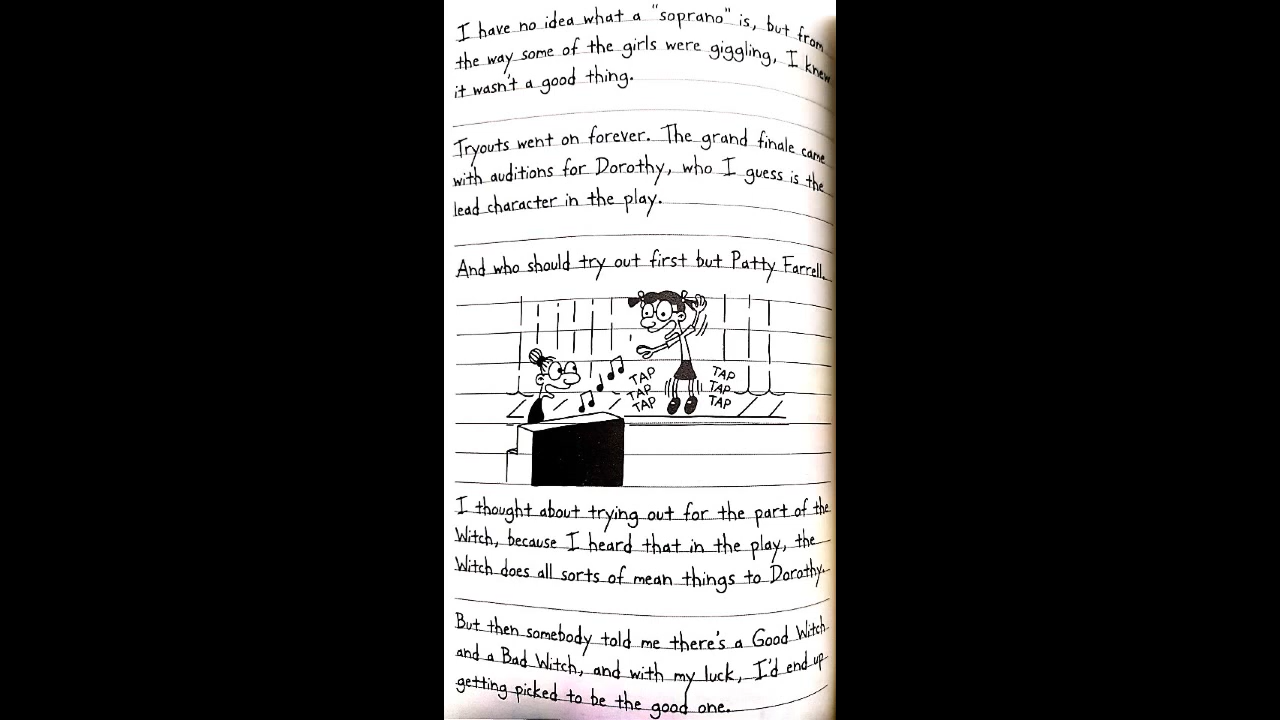 I have no idea what a "soprano" is, but from
the way some of the girls were giggling, I knew
it wasn't a good thing.
Tryouts went on forever. The grand finale came
with auditions for Dorothy, who I guess is the
lead character in the play.
And who should try out first but Patty Farrell.
TAP
TAP
TAP
TAP
TAP
TAP
I thought about trying out for the part of the
Witch, because I heard that in the play, the
Witch does all sorts of mean things to Dorothy.
But then somebody told me there's a Good Witch
and a Bad Witch, and with my luck, I'd end up
getting picked to be the good one.